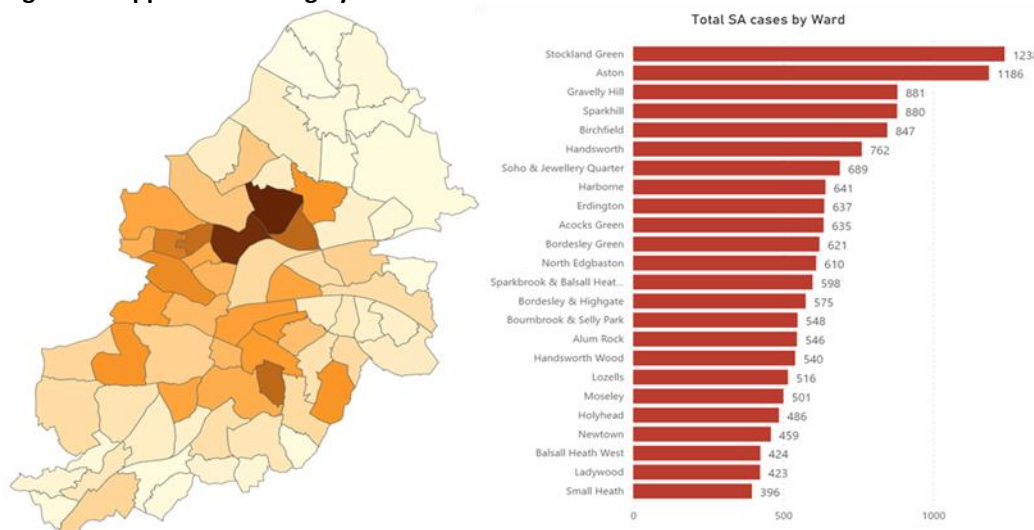 Total SA cases by Ward
Stockland Green 123
Aston 1186
Gravelly Hill 881
Sparkhill 880
Birchfield 847
Handsworth 762
Soho & Jewellery Quarter 689
Harborne 641
Erdington 637
Acocks Green 635
Bordesley Green 621
North Edgbaston 610
Sparkbrook & Balsall Heat... 598
Bordesley & Highgate 575
Bournbrook & Selly Park 548
Alum Rock 546
Handsworth Wood 540
Lozells 516
Moseley 501
Holyhead 486
Newtown 459
Balsall Heath West 424
Ladywood 423
Small Heath 396
0 500 1000